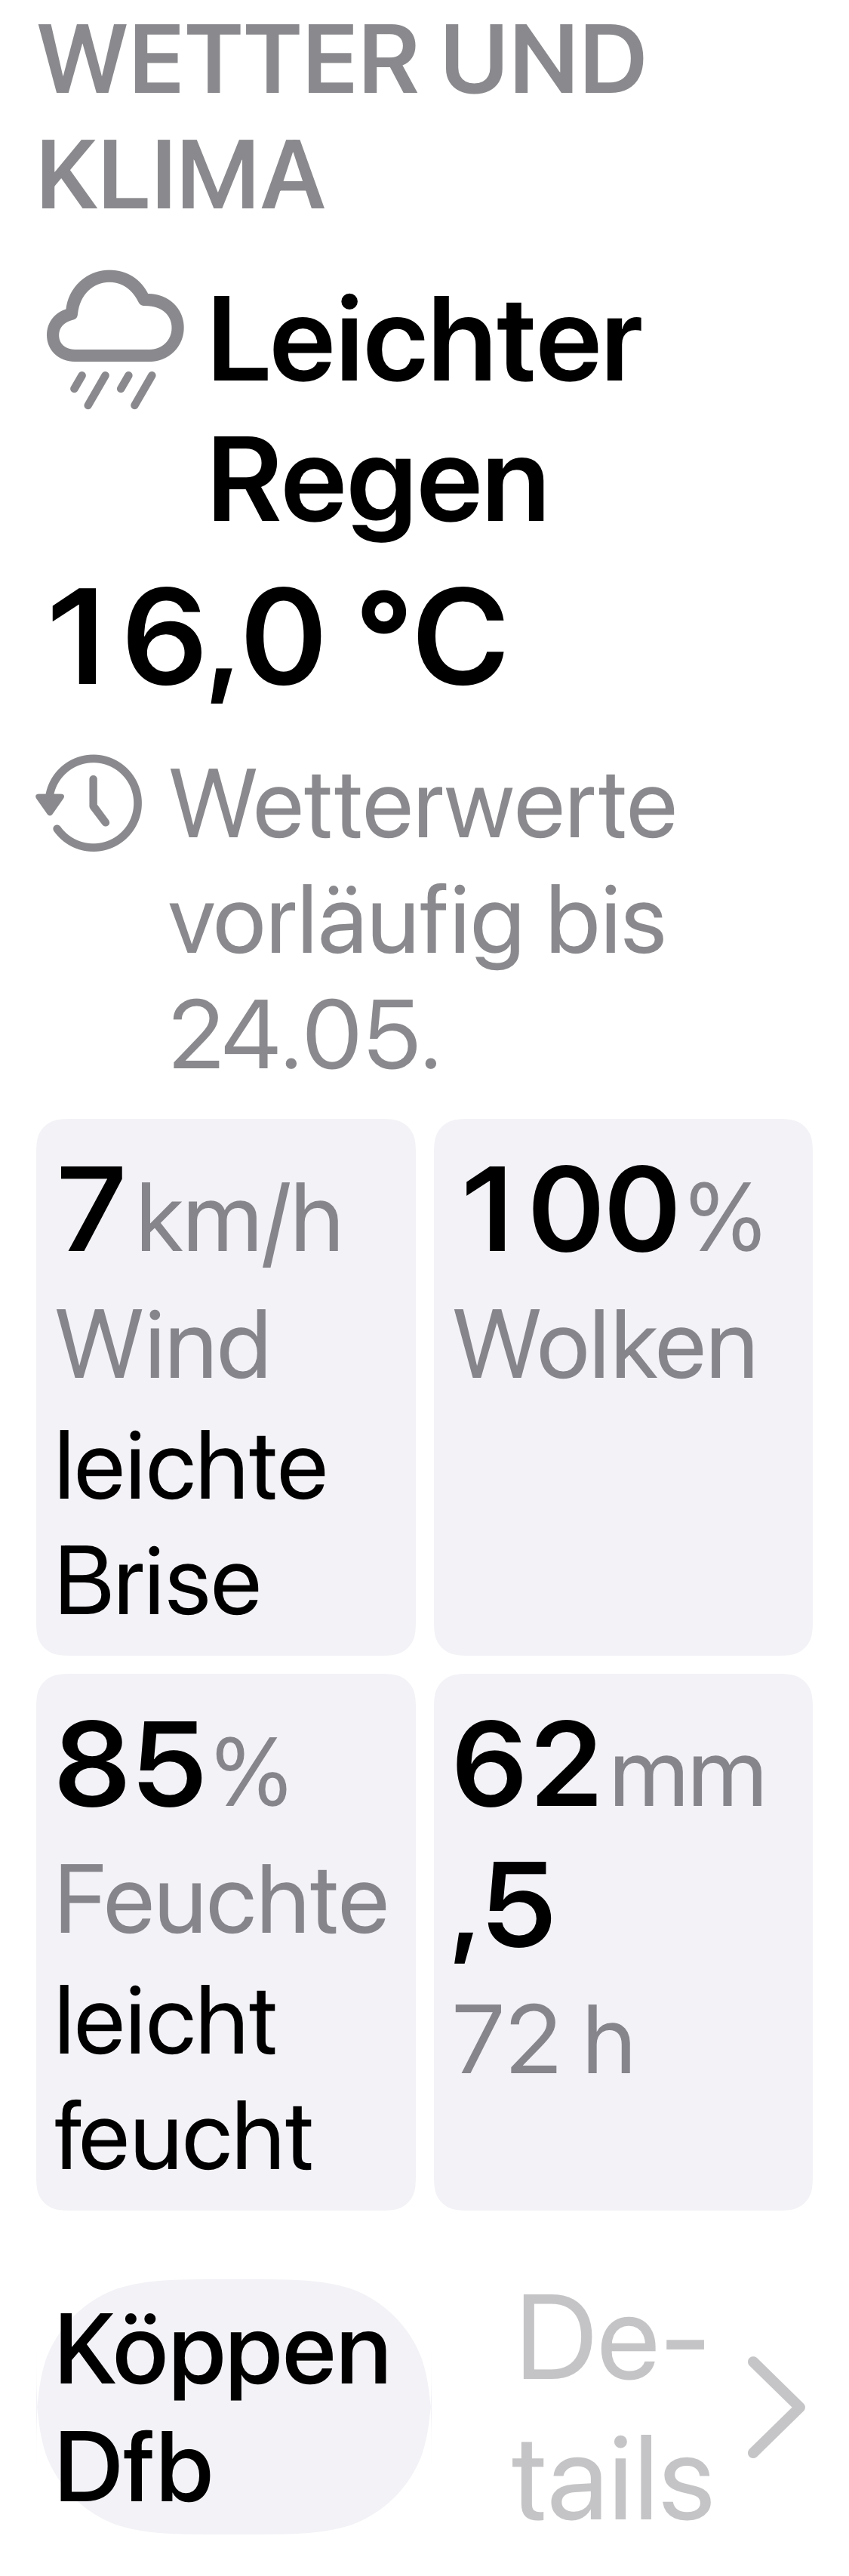 WETTER UND
KLIMA
Leichter
Regen
16,0 °C
Wetterwerte
vorläufig bis
24.05.
7 km/h
Wind
leichte
Brise
100 %
Wolken
85 %
Feuchte
leicht
feucht
62 mm
,5
72 h
Köppen
Dfb
De-
tails